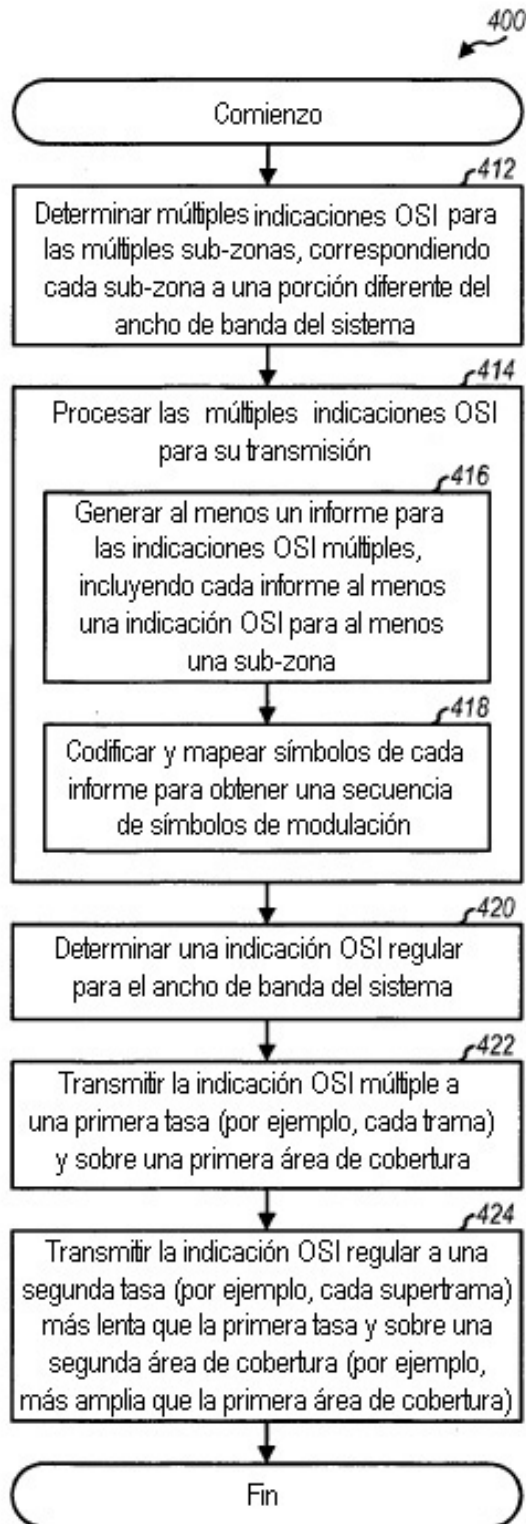 400
Comienzo
412
Determinar múltiples indicaciones OSI para
las múltiples sub-zonas, correspondiendo
cada sub-zona a una porción diferente del
ancho de banda del sistema
414
Procesar las múltiples indicaciones OSI
para su transmisión
416
Generar al menos un informe para
las indicaciones OSI múltiples,
incluyendo cada informe al menos
una indicación OSI para al menos
una sub-zona
418
Codificar y mapear símbolos de cada
informe para obtener una secuencia
de símbolos de modulación
420
Determinar una indicación OSI regular
para el ancho de banda del sistema
422
Transmitir la indicación OSI múltiple a
una primera tasa (por ejemplo, cada trama)
y sobre una primera área de cobertura
424
Transmitir la indicación OSI regular a una
segunda tasa (por ejemplo, cada supertrama)
más lenta que la primera tasa y sobre una
segunda área de cobertura (por ejemplo,
más amplia que la primera área de cobertura)
Fin